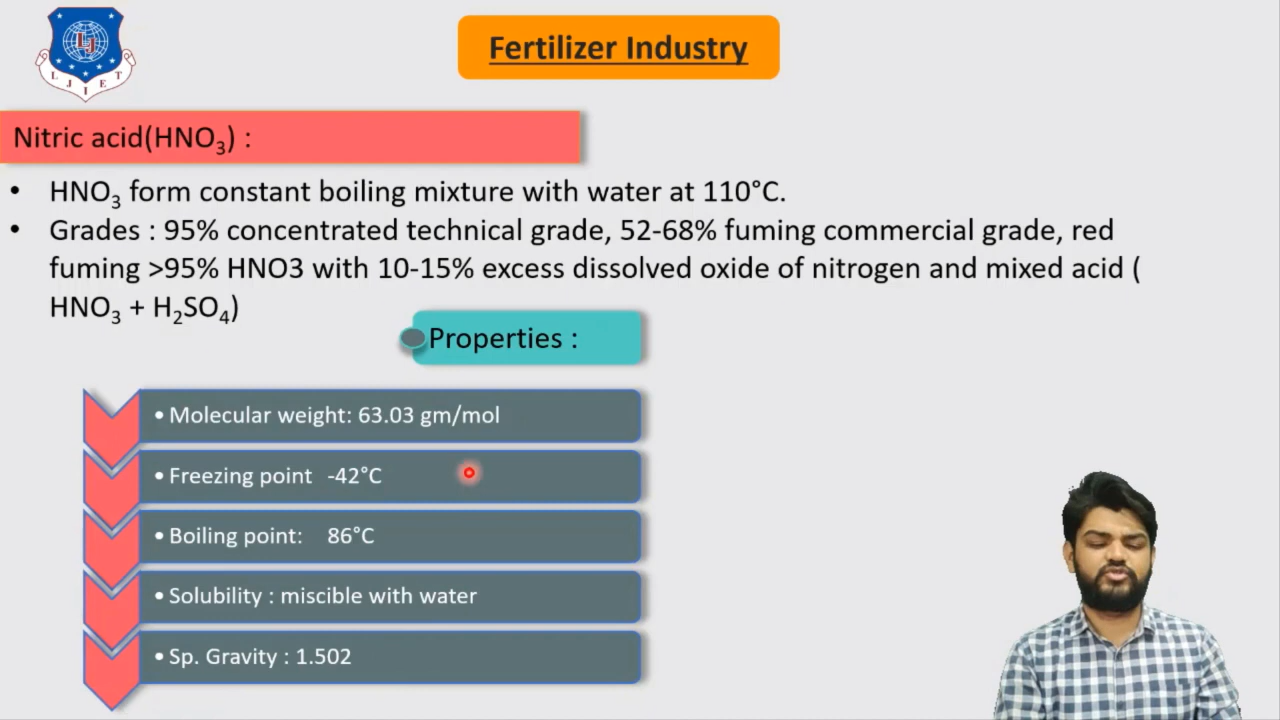 LJIET
Fertilizer Industry
Nitric acid(HNO₃) :
• HNO₃ form constant boiling mixture with water at 110°C.
• Grades : 95% concentrated technical grade, 52-68% fuming commercial grade, red
fuming >95% HNO3 with 10-15% excess dissolved oxide of nitrogen and mixed acid (
HNO₃ + H₂SO₄)
Properties :
• Molecular weight: 63.03 gm/mol
• Freezing point -42°C
• Boiling point: 86°C
• Solubility : miscible with water
• Sp. Gravity : 1.502